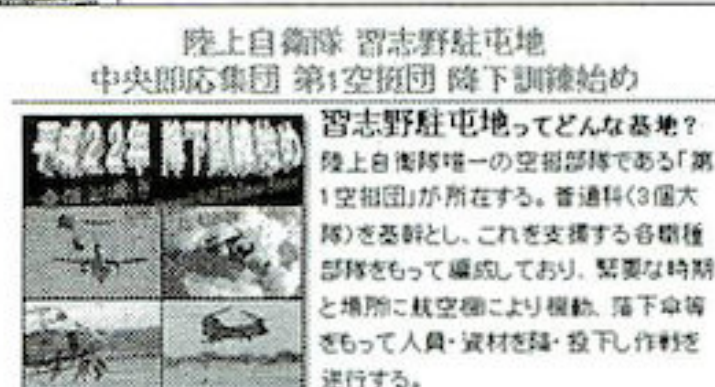 陸上自衛隊 習志野駐屯地
中央即応集団 第1空挺団 降下訓練始め
平成22年 降下訓練始め
習志野駐屯地ってどんな基地?
陸上自衛隊唯一の空挺部隊である「第
1空挺団」が所在する。普通科(3個大
隊)を基幹とし、これを支援する各職種
部隊をもって編成しており、緊要な時期
と場所に航空機により機動、落下傘等
をもって人員・資材を降・投下し作戦を
遂行する。